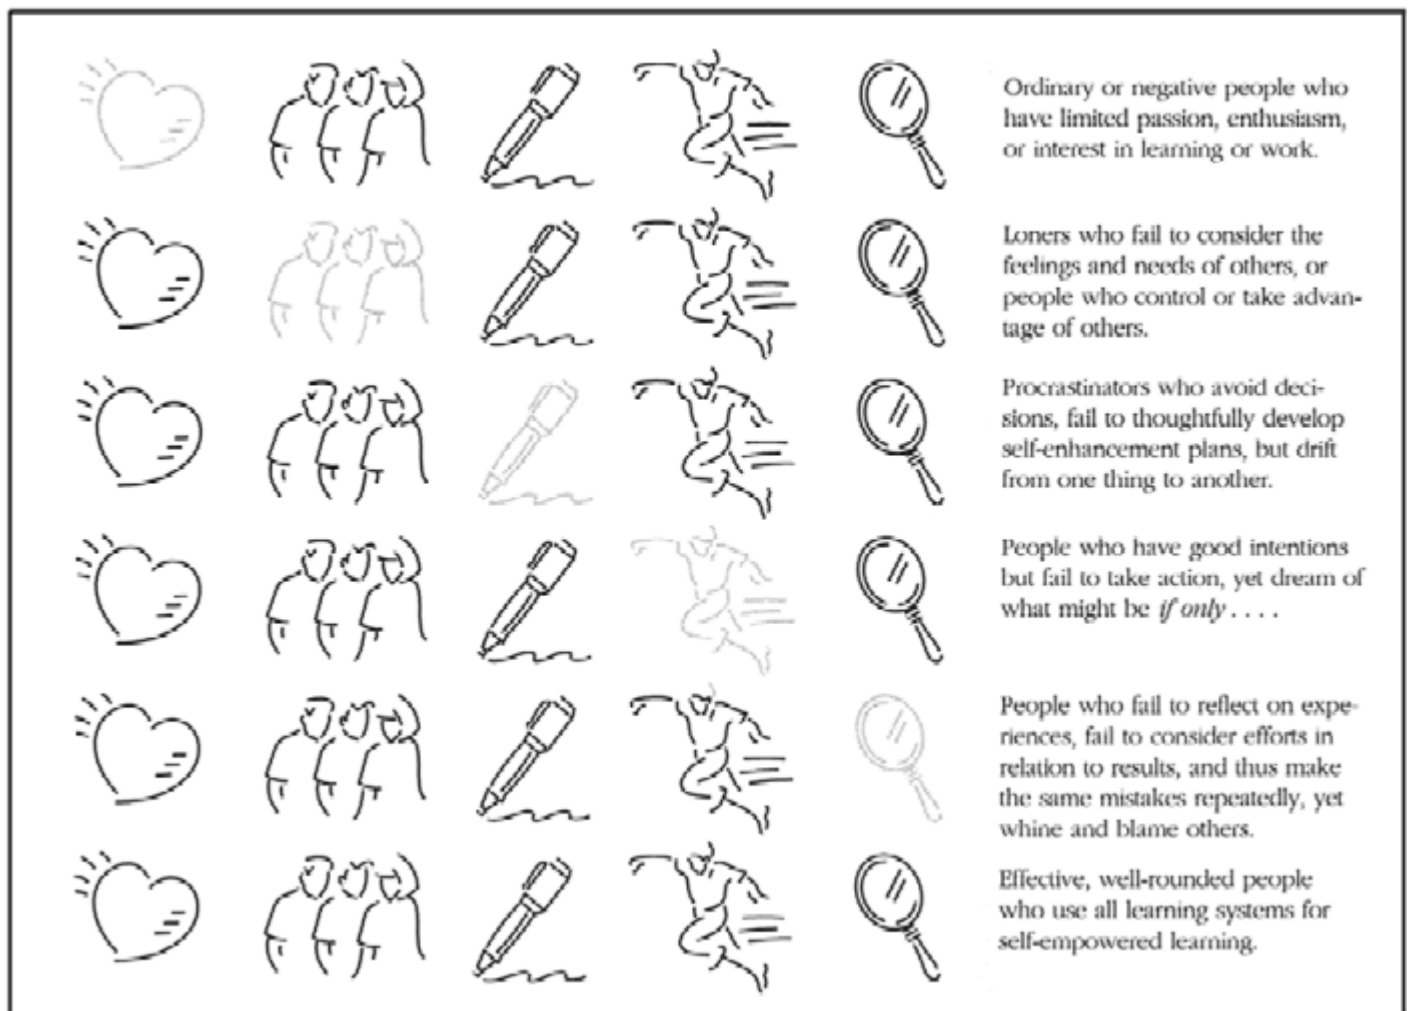 Ordinary or negative people who
have limited passion, enthusiasm,
or interest in learning or work.
Loners who fail to consider the
feelings and needs of others, or
people who control or take advan-
tage of others.
Procrastinators who avoid deci-
sions, fail to thoughtfully develop
self-enhancement plans, but drift
from one thing to another.
People who have good intentions
but fail to take action, yet dream of
what might be if only . . . .
People who fail to reflect on expe-
riences, fail to consider efforts in
relation to results, and thus make
the same mistakes repeatedly, yet
whine and blame others.
Effective, well-rounded people
who use all learning systems for
self-empowered learning.